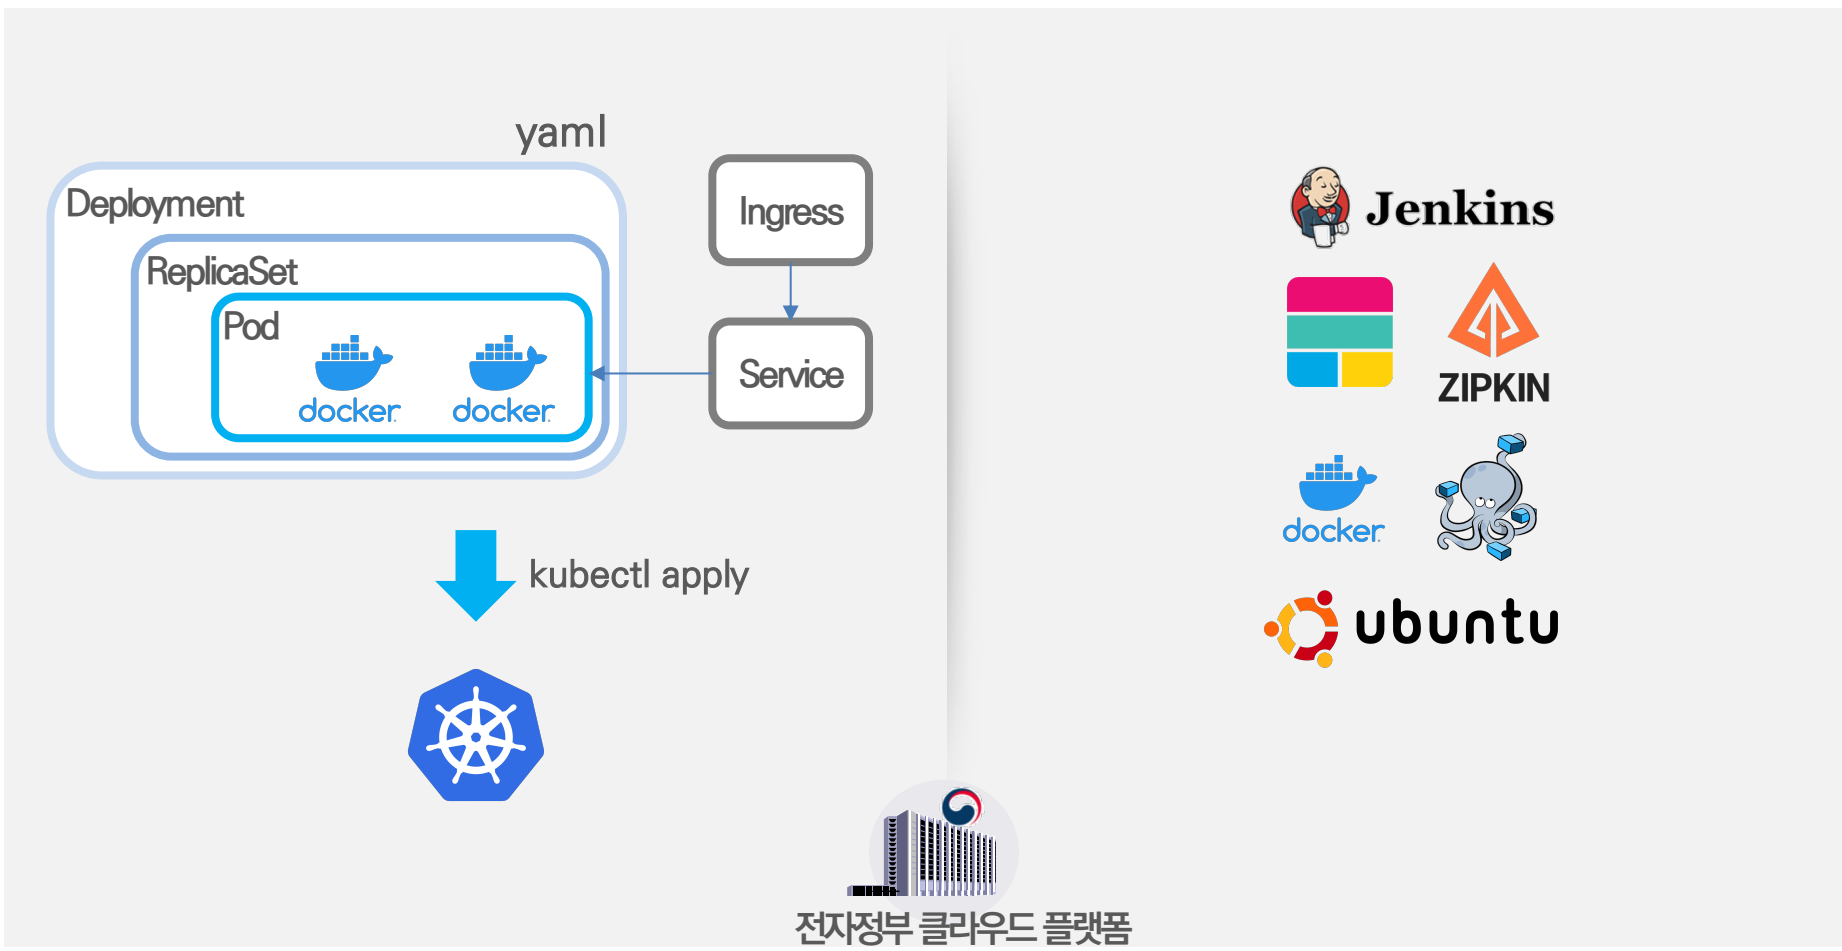 yaml
Deployment
ReplicaSet
Pod
docker
docker
Ingress
Service
kubectl apply
Jenkins
ZIPKIN
docker
ubuntu
전자정부 클라우드 플랫폼